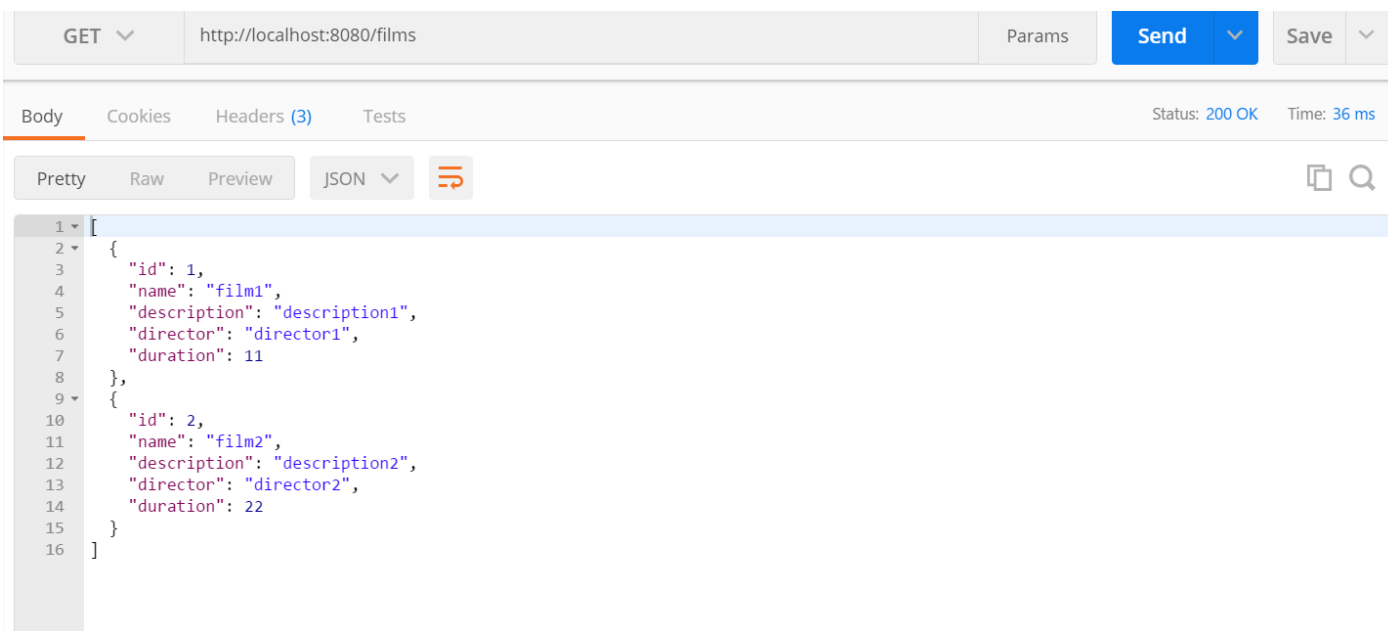 GET http://localhost:8080/films Params Send Save
Body Cookies Headers (3) Tests Status: 200 OK Time: 36 ms
Pretty Raw Preview JSON
1 [
2 {
3 "id": 1,
4 "name": "film1",
5 "description": "description1",
6 "director": "director1",
7 "duration": 11
8 },
9 {
10 "id": 2,
11 "name": "film2",
12 "description": "description2",
13 "director": "director2",
14 "duration": 22
15 }
16 ]